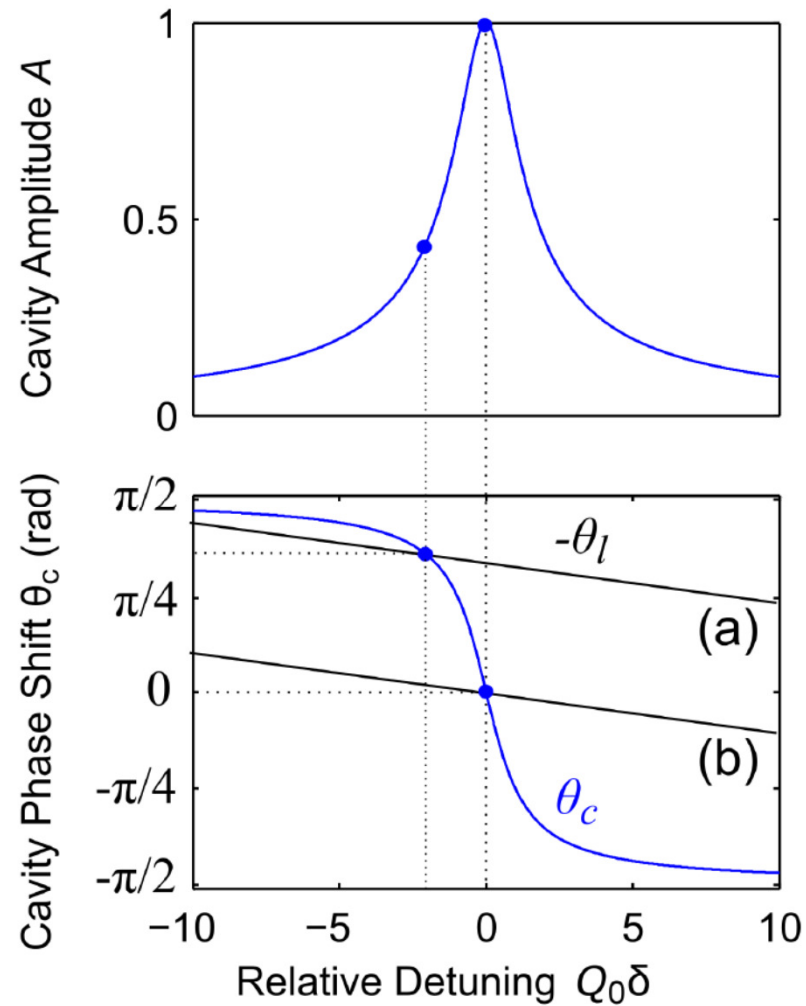 Cavity Amplitude A
1
0.5
0
Cavity Phase Shift θc (rad)
π/2
π/4
0
-π/4
-π/2
-θl
(a)
(b)
θc
−10
−5
0
5
10
Relative Detuning Q0δ